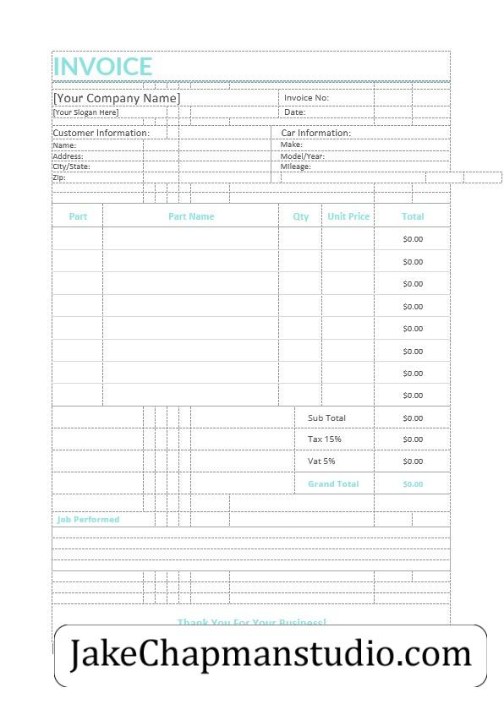 INVOICE
[Your Company Name] Invoice No:
[Your Slogan Here] Date:
Customer Information: Car Information:
Name: Make:
Address: Model/Year:
City/State: Mileage:
Zip:
Part Part Name Qty Unit Price Total
$0.00
$0.00
$0.00
$0.00
$0.00
$0.00
$0.00
$0.00
Sub Total $0.00
Tax 15% $0.00
Vat 5% $0.00
Grand Total $0.00
Job Performed
Thank You For Your Business!
JakeChapmanstudio.com